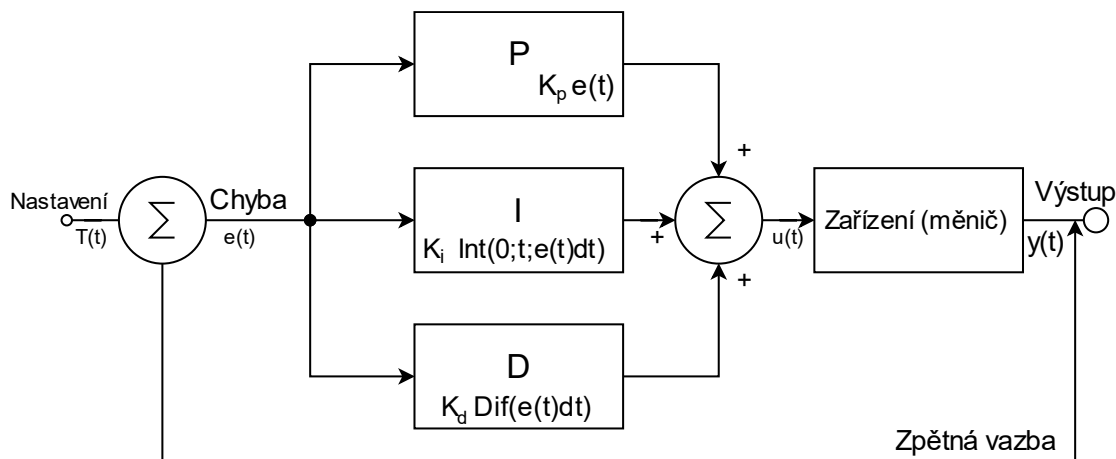 P
Kp e(t)
+
Nastavení
T(t)
Σ
Chyba
e(t)
I
Ki Int(0;t;e(t)dt)
+
Σ
u(t)
Zařízení (měnič)
Výstup
y(t)
+
D
Kd Dif(e(t)dt)
Zpětná vazba